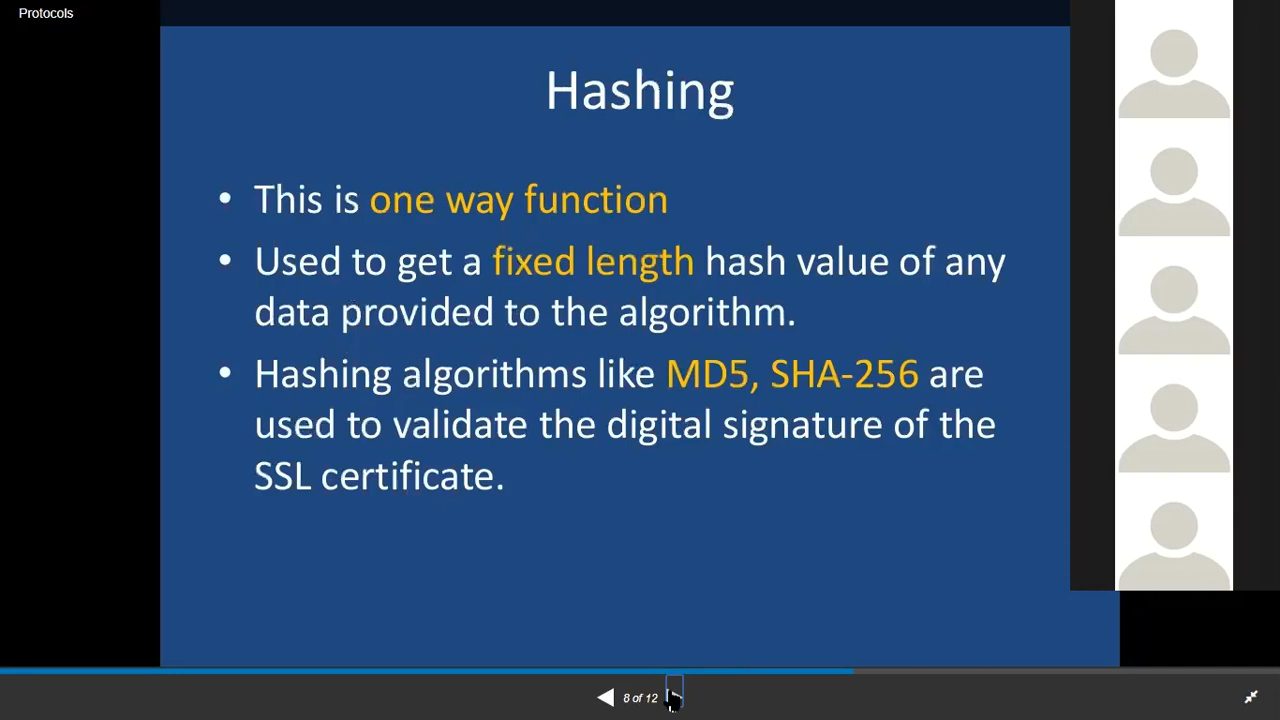 Protocols
Hashing
• This is one way function
• Used to get a fixed length hash value of any
data provided to the algorithm.
• Hashing algorithms like MD5, SHA-256 are
used to validate the digital signature of the
SSL certificate.
8 of 12